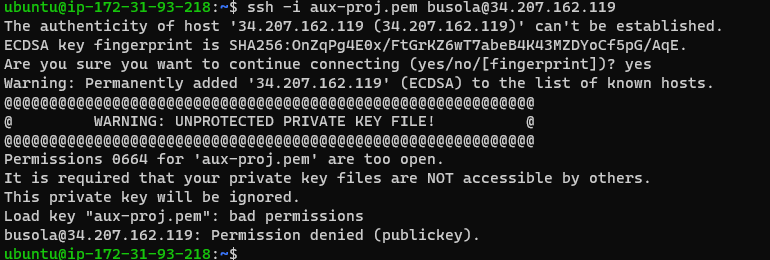 ubuntu@ip-172-31-93-218:~$ ssh -i aux-proj.pem busola@34.207.162.119
The authenticity of host '34.207.162.119 (34.207.162.119)' can't be established.
ECDSA key fingerprint is SHA256:OnZqPg4E0x/FtGrKZ6wT7abeB4K43MZDYoCf5pG/AqE.
Are you sure you want to continue connecting (yes/no/[fingerprint])? yes
Warning: Permanently added '34.207.162.119' (ECDSA) to the list of known hosts.
@@@@@@@@@@@@@@@@@@@@@@@@@@@@@@@@@@@@@@@@@@@@@@@@@@@@@@@@@@@
@         WARNING: UNPROTECTED PRIVATE KEY FILE!          @
@@@@@@@@@@@@@@@@@@@@@@@@@@@@@@@@@@@@@@@@@@@@@@@@@@@@@@@@@@@
Permissions 0664 for 'aux-proj.pem' are too open.
It is required that your private key files are NOT accessible by others.
This private key will be ignored.
Load key "aux-proj.pem": bad permissions
busola@34.207.162.119: Permission denied (publickey).
ubuntu@ip-172-31-93-218:~$